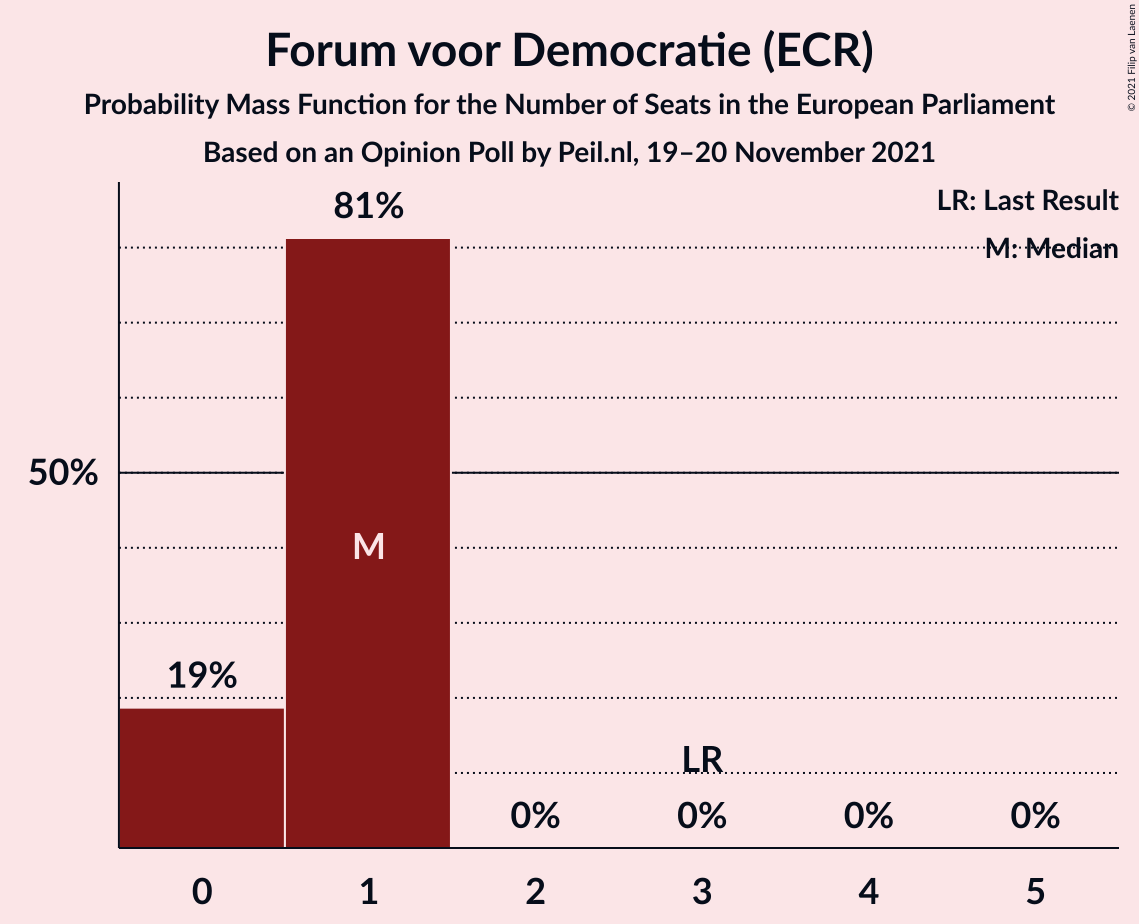 Forum voor Democratie (ECR)
Probability Mass Function for the Number of Seats in the European Parliament
Based on an Opinion Poll by Peil.nl, 19–20 November 2021
© 2021 Filip van Laenen
LR: Last Result
M: Median
81%
50%
M
19%
LR
0%
0%
0%
0%
0
1
2
3
4
5